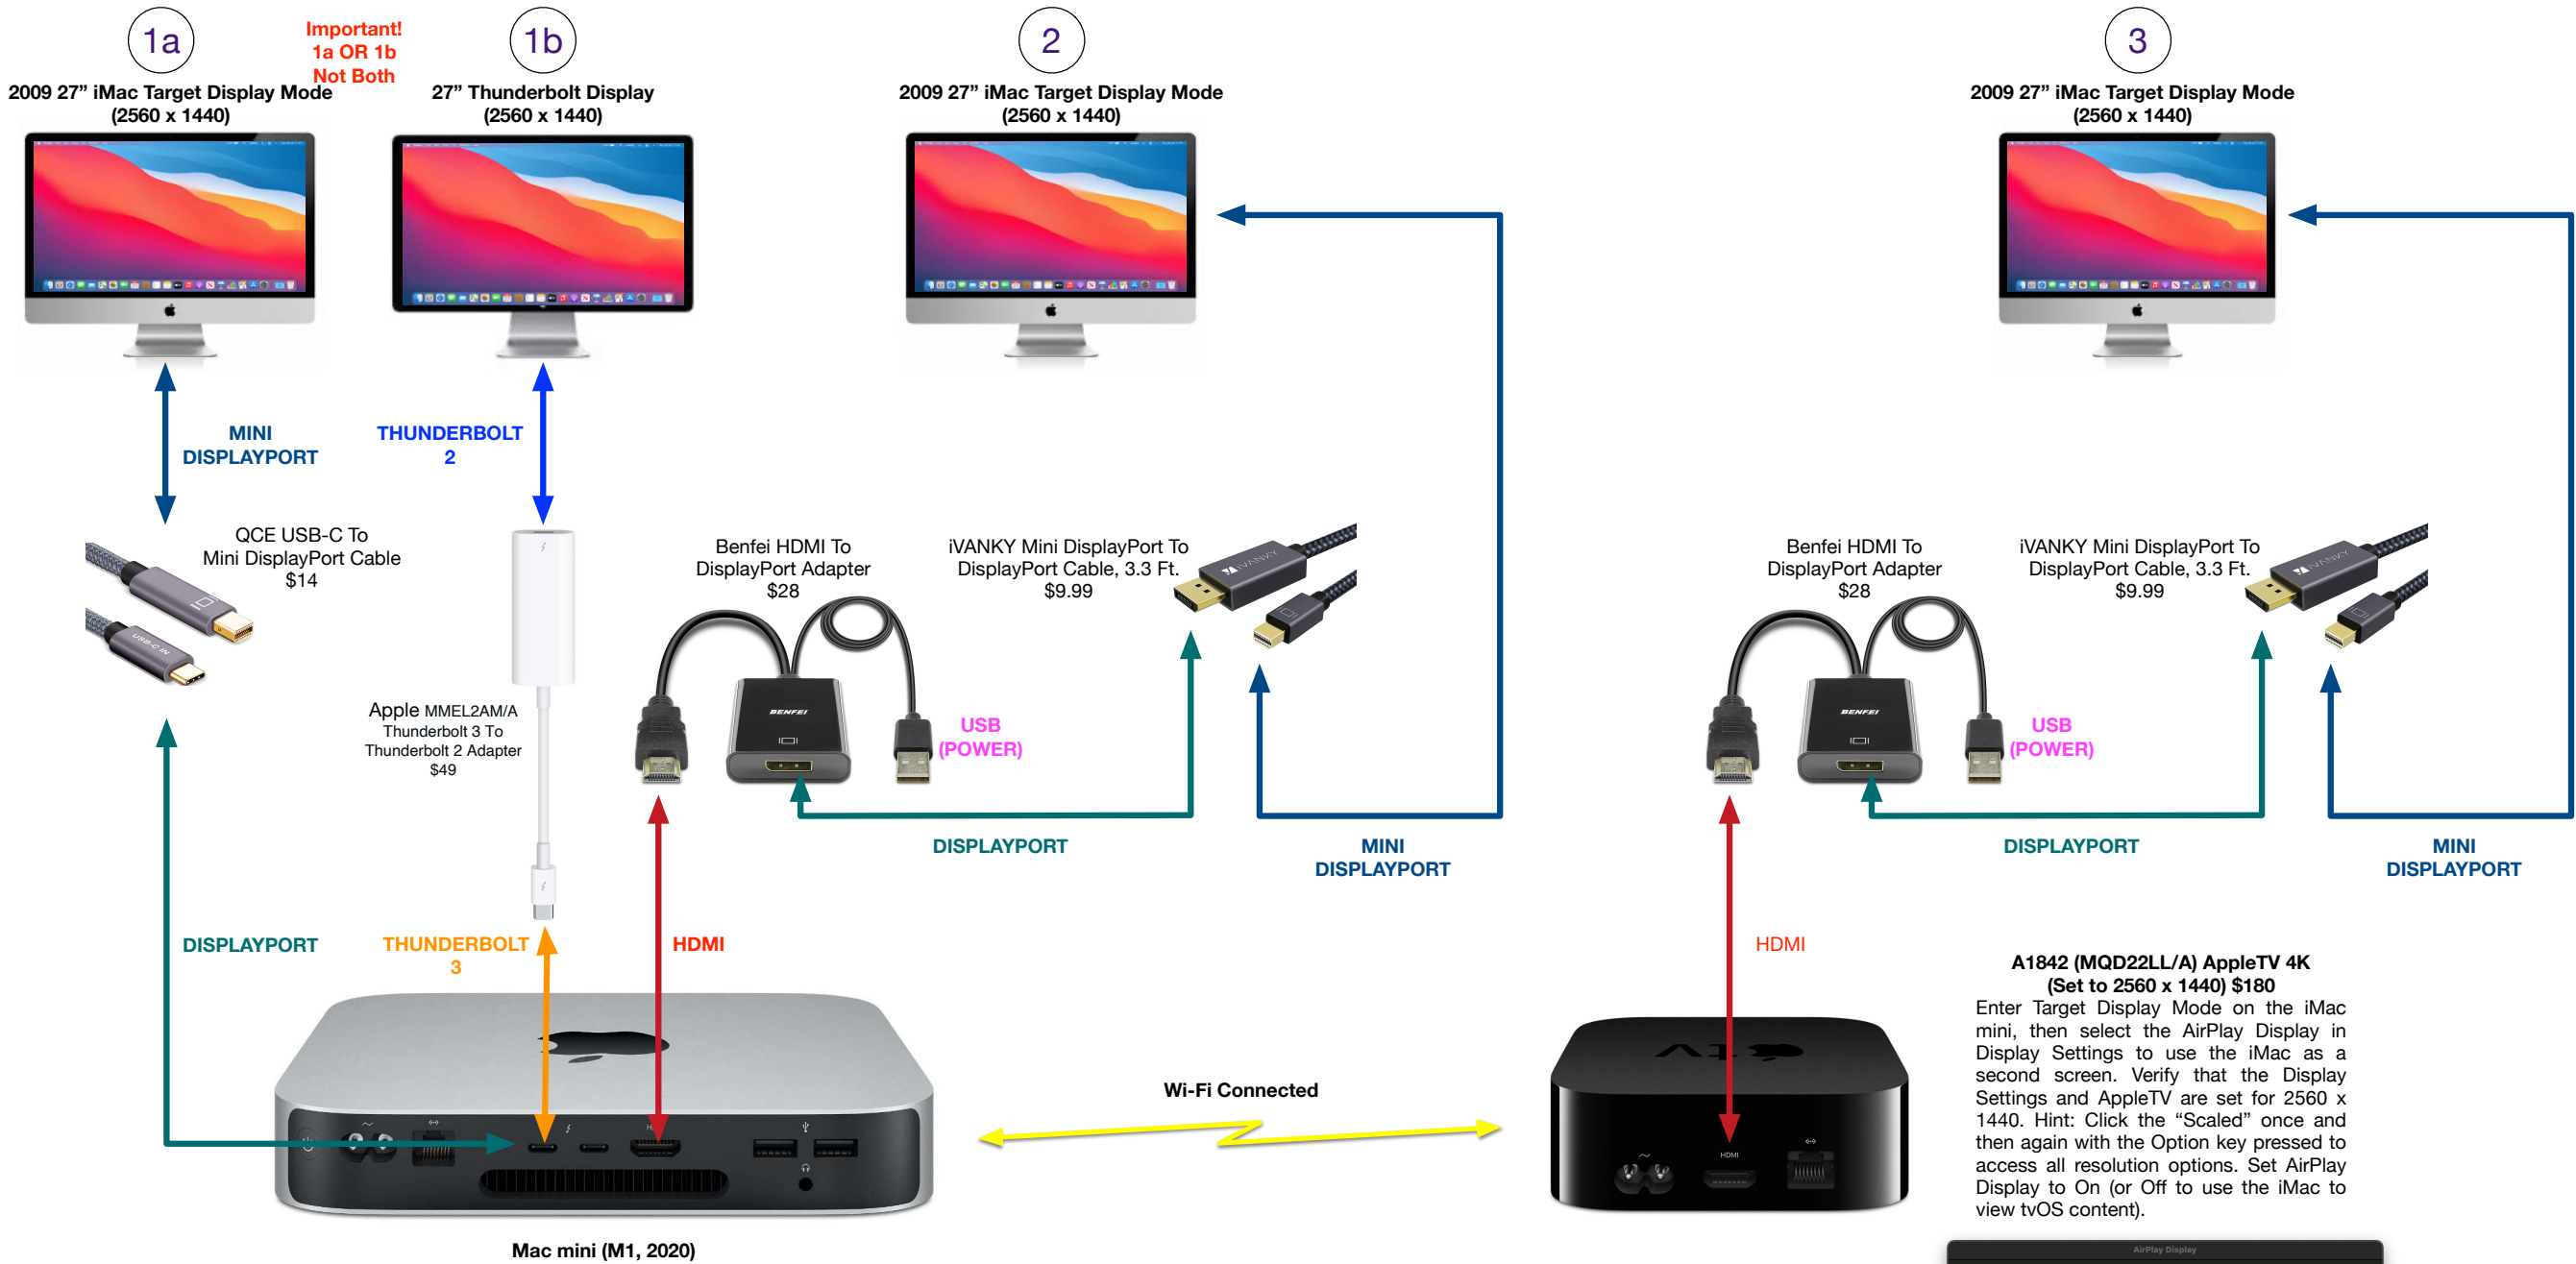 1a
Important!
1a OR 1b
Not Both
1b
2
3
2009 27” iMac Target Display Mode
(2560 x 1440)
27” Thunderbolt Display
(2560 x 1440)
2009 27” iMac Target Display Mode
(2560 x 1440)
2009 27” iMac Target Display Mode
(2560 x 1440)
MINI
DISPLAYPORT
THUNDERBOLT
2
QCE USB-C To
Mini DisplayPort Cable
$14
USB-C IN
Benfei HDMI To
DisplayPort Adapter
$28
iVANKY Mini DisplayPort To
DisplayPort Cable, 3.3 Ft.
$9.99
IVANKY
Benfei HDMI To
DisplayPort Adapter
$28
iVANKY Mini DisplayPort To
DisplayPort Cable, 3.3 Ft.
$9.99
IVANKY
Apple MMEL2AM/A
Thunderbolt 3 To
Thunderbolt 2 Adapter
$49
BENFEI
USB
(POWER)
BENFEI
USB
(POWER)
DISPLAYPORT
MINI
DISPLAYPORT
DISPLAYPORT
MINI
DISPLAYPORT
DISPLAYPORT
THUNDERBOLT
3
HDMI
HDMI
A1842 (MQD22LL/A) AppleTV 4K
(Set to 2560 x 1440) $180
Enter Target Display Mode on the iMac
mini, then select the AirPlay Display in
Display Settings to use the iMac as a
second screen. Verify that the Display
Settings and AppleTV are set for 2560 x
1440. Hint: Click the “Scaled” once and
then again with the Option key pressed to
access all resolution options. Set AirPlay
Display to On (or Off to use the iMac to
view tvOS content).
Wi-Fi Connected
tv
HDMI
Mac mini (M1, 2020)
AirPlay Display